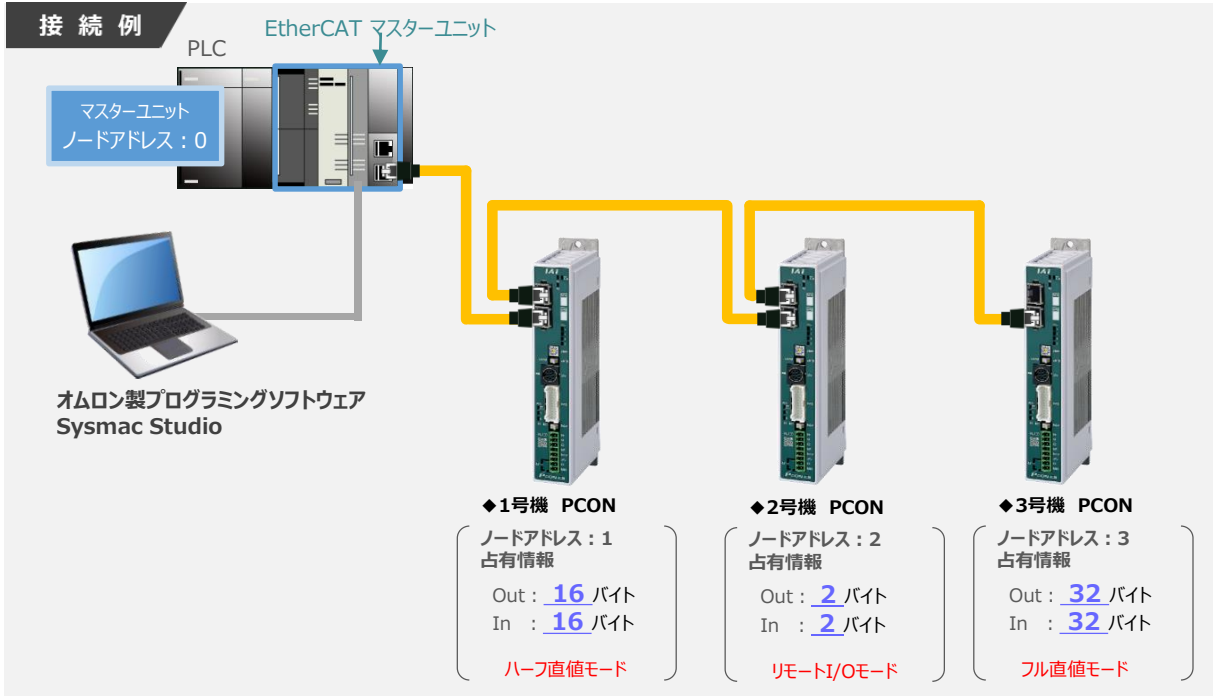 接続例
EtherCAT マスターユニット
PLC
マスターユニット
ノードアドレス：0
オムロン製プログラミングソフトウェア
Sysmac Studio
IAI
IAI
IAI
◆1号機 PCON
ノードアドレス：1
占有情報
Out： 16 バイト
In ： 16 バイト
ハーフ直値モード
◆2号機 PCON
ノードアドレス：2
占有情報
Out： 2 バイト
In ： 2 バイト
リモートI/Oモード
◆3号機 PCON
ノードアドレス：3
占有情報
Out： 32 バイト
In ： 32 バイト
フル直値モード